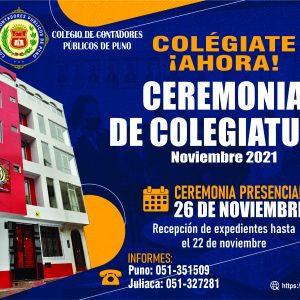 COLEGIO DE CONTADORES
PÚBLICOS DE PUNO
COLÉGIATE
¡AHORA!
CEREMONIA
DE COLEGIATU
Noviembre 2021
CEREMONIA PRESENCIAL
26 DE NOVIEMBRE
Recepción de expedientes hasta
el 22 de noviembre
INFORMES:
Puno: 051-351509
Juliaca: 051-327281